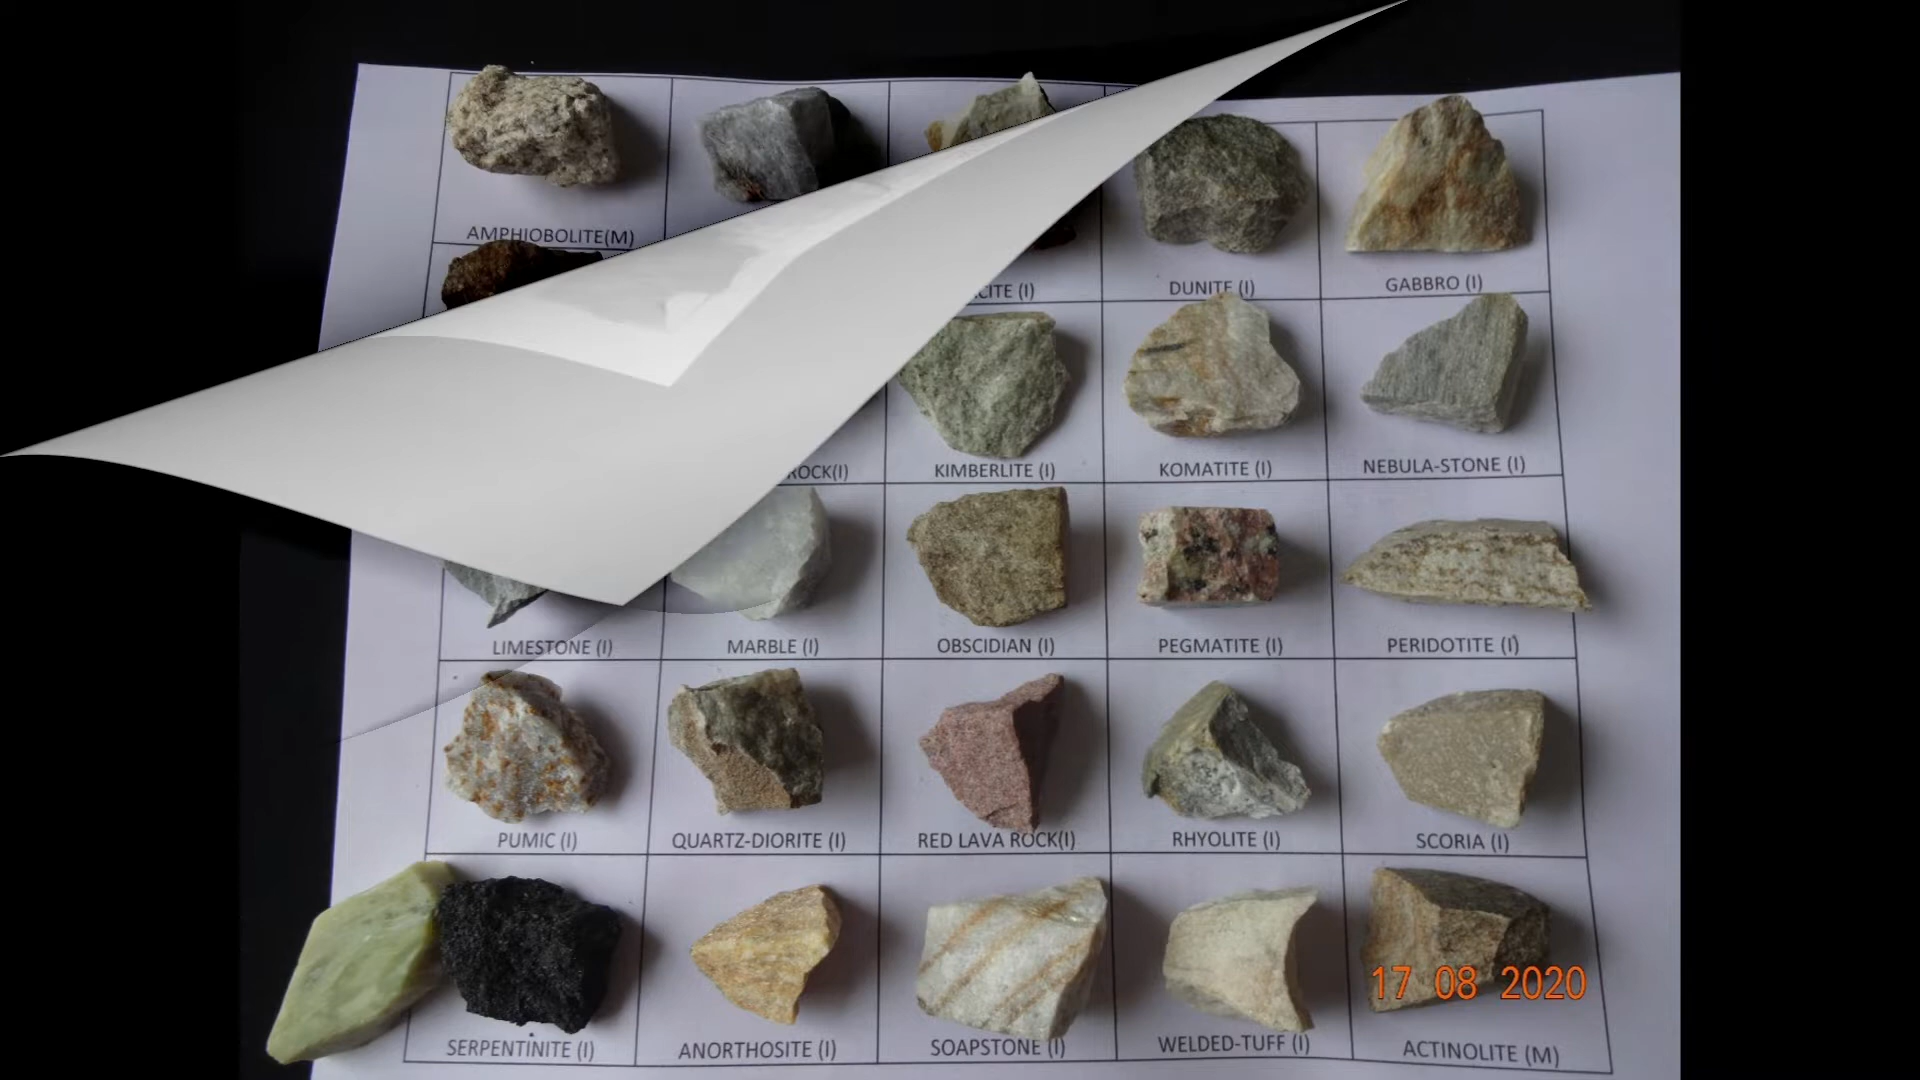 AMPHIOBOLITE(M)
DUNITE (I)
GABBRO (I)
ROCK(I)
KIMBERLITE (I)
KOMATITE (I)
NEBULA-STONE (I)
LIMESTONE (I)
MARBLE (I)
OBSCIDIAN (I)
PEGMATITE (I)
PERIDOTITE (I)
PUMIC (I)
QUARTZ-DIORITE (I)
RED LAVA ROCK(I)
RHYOLITE (I)
SCORIA (I)
17 08 2020
SERPENTINITE (I)
ANORTHOSITE (I)
SOAPSTONE (I)
WELDED-TUFF (I)
ACTINOLITE (M)